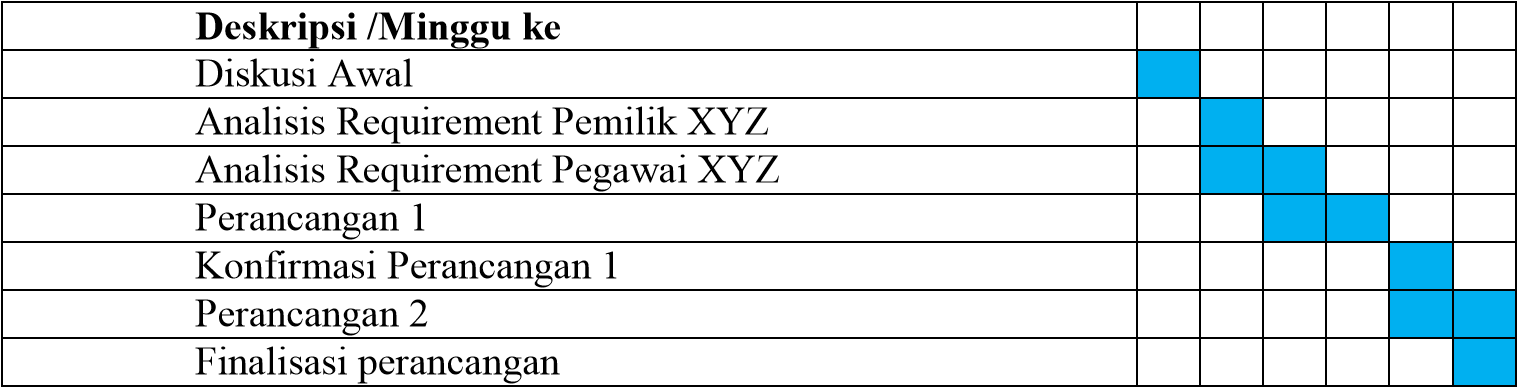 Deskripsi /Minggu ke
Diskusi Awal
Analisis Requirement Pemilik XYZ
Analisis Requirement Pegawai XYZ
Perancangan 1
Konfirmasi Perancangan 1
Perancangan 2
Finalisasi perancangan